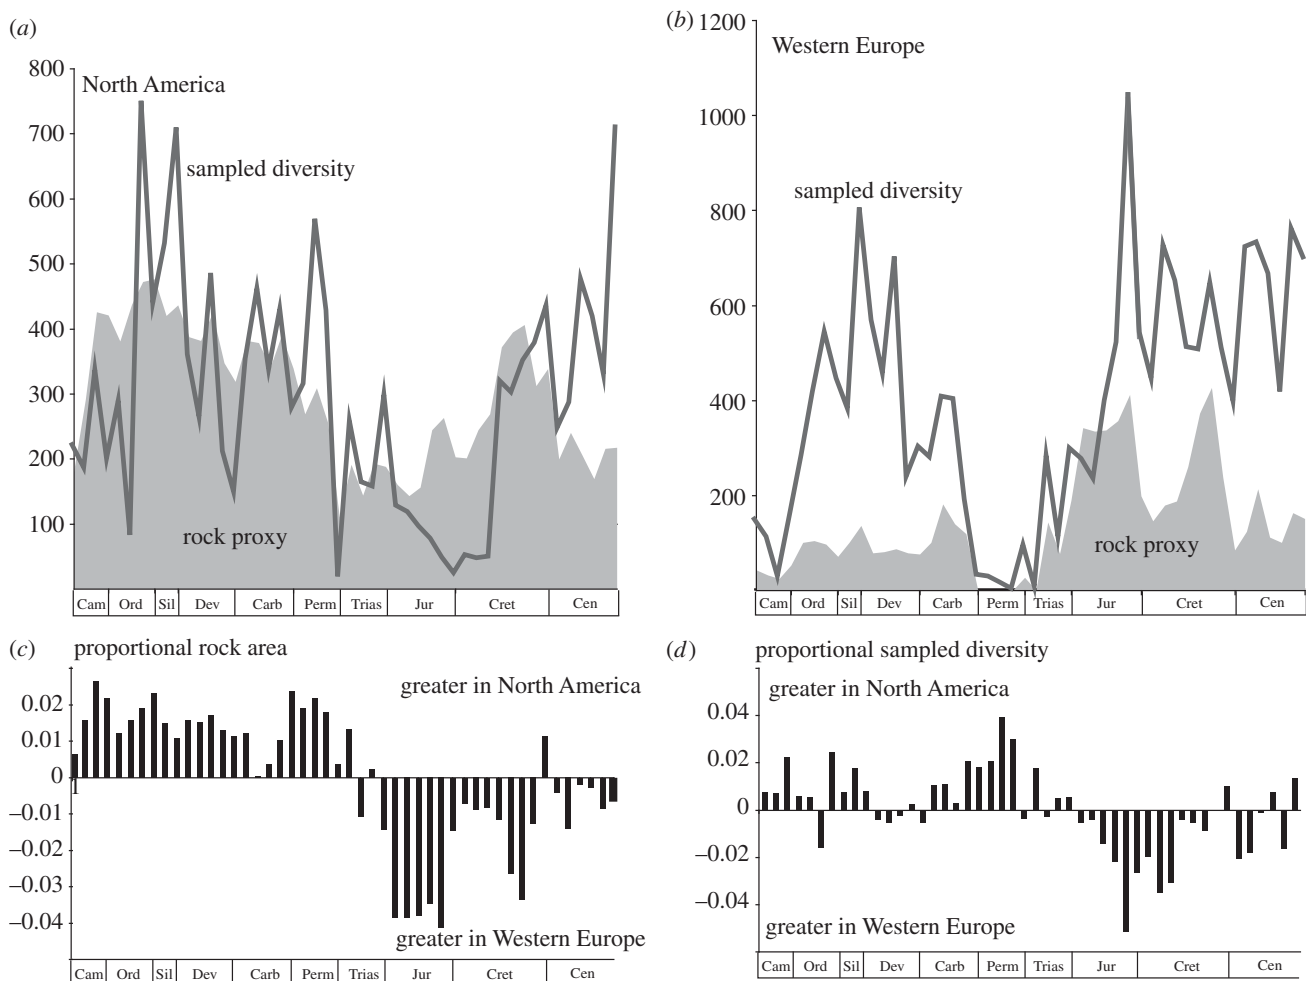 (a)
North America
800
700
600
500
400
300
200
100
sampled diversity
rock proxy
Cam Ord Sil Dev Carb Perm Trias Jur Cret Cen
(b)
Western Europe
1200
1000
800
600
400
200
sampled diversity
rock proxy
Cam Ord Sil Dev Carb Perm Trias Jur Cret Cen
(c) proportional rock area
greater in North America
0.02
0.01
0
–0.01
–0.02
–0.03
–0.04
greater in Western Europe
Cam Ord Sil Dev Carb Perm Trias Jur Cret Cen
(d) proportional sampled diversity
greater in North America
0.04
0.02
0
–0.02
–0.04
greater in Western Europe
Cam Ord Sil Dev Carb Perm Trias Jur Cret Cen